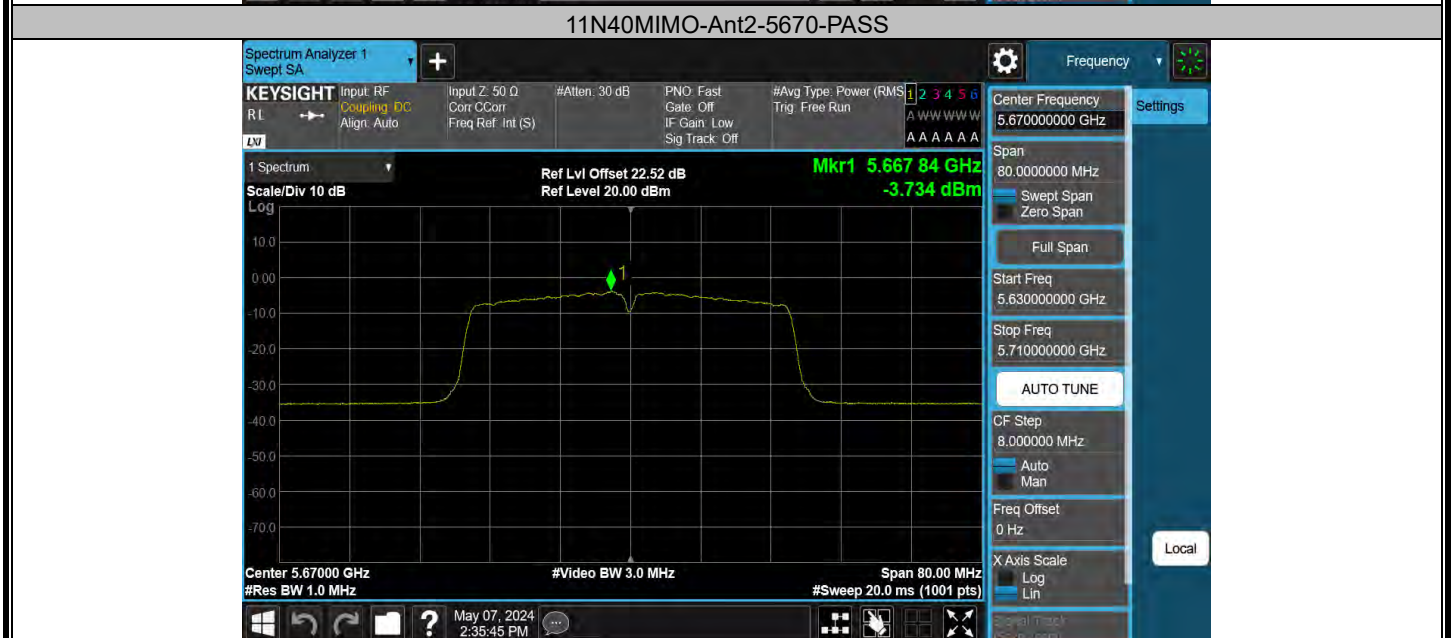 11N40MIMO-Ant2-5670-PASS
Spectrum Analyzer 1
Swept SA
Frequency
KEYSIGHT
R L
LXI
Input: RF
Coupling: DC
Align: Auto
Input Z: 50 Ω
Corr CCorr
Freq Ref: Int (S)
#Atten: 30 dB
PNO: Fast
Gate: Off
IF Gain: Low
Sig Track: Off
#Avg Type: Power (RMS
Trig: Free Run
1 2 3 4 5 6
A W W W W W
A A A A A A
Center Frequency
5.670000000 GHz
Settings
Span
80.0000000 MHz
Swept Span
Zero Span
Full Span
Start Freq
5.630000000 GHz
Stop Freq
5.710000000 GHz
AUTO TUNE
CF Step
8.000000 MHz
Auto
Man
Freq Offset
0 Hz
X Axis Scale
Log
Lin
Local
1 Spectrum
Scale/Div 10 dB
Log
Ref Lvl Offset 22.52 dB
Ref Level 20.00 dBm
Mkr1 5.667 84 GHz
-3.734 dBm
10.0
0.00
-10.0
-20.0
-30.0
-40.0
-50.0
-60.0
-70.0
1
Center 5.67000 GHz
#Res BW 1.0 MHz
#Video BW 3.0 MHz
Span 80.00 MHz
#Sweep 20.0 ms (1001 pts)
May 07, 2024
2:35:45 PM
Signal Track